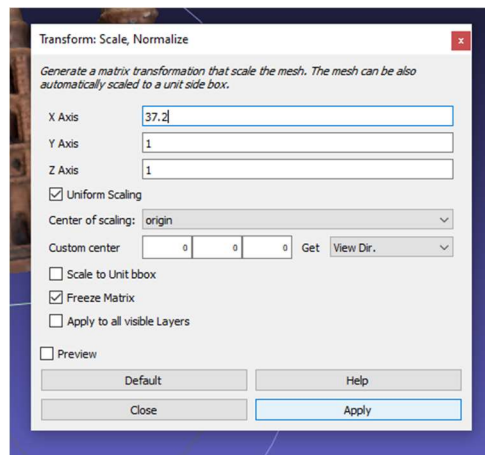 Transform: Scale, Normalize
x
Generate a matrix transformation that scale the mesh. The mesh can be also
automatically scaled to a unit side box.
X Axis 37.2
Y Axis 1
Z Axis 1
Uniform Scaling
Center of scaling: origin
Custom center 0 0 0 Get View Dir.
Scale to Unit bbox
Freeze Matrix
Apply to all visible Layers
Preview
Default Help
Close Apply